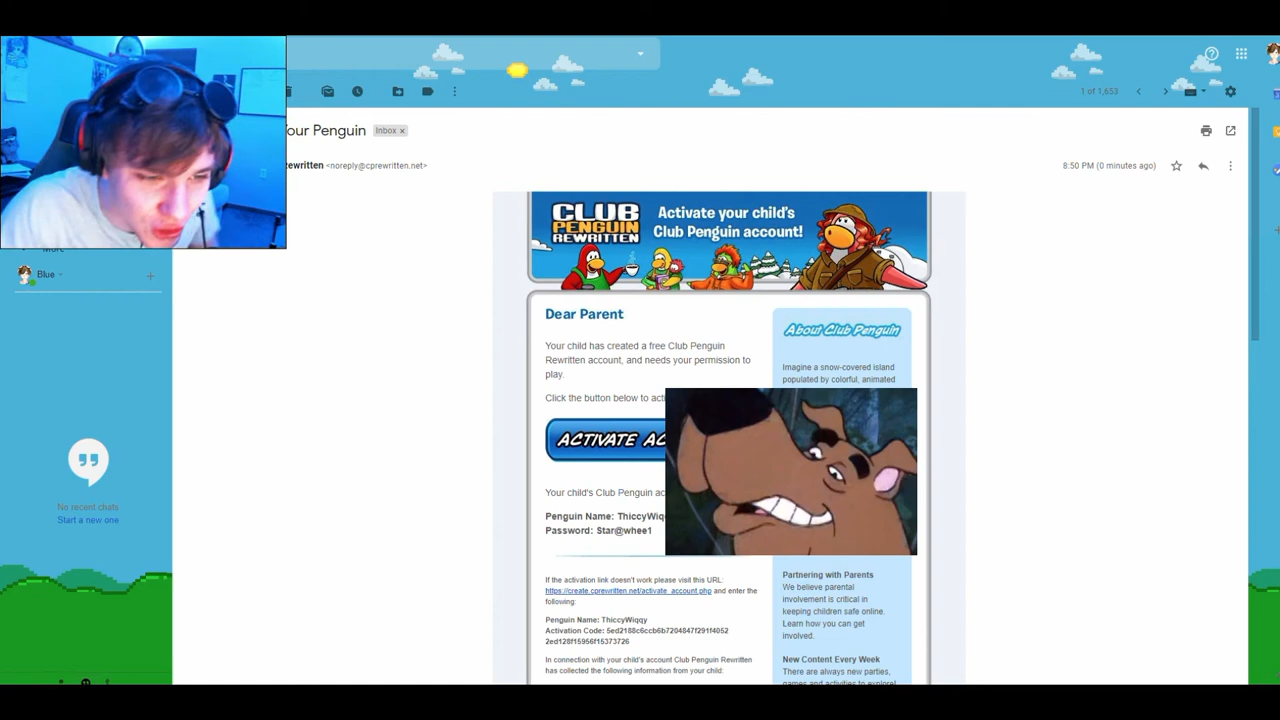 1 of 1,653
our Penguin Inbox x
ewritten <noreply@cprewritten.net>
8:50 PM (0 minutes ago)
CLUB
PENGUIN
REWRITTEN
Activate your child's
Club Penguin account!
Blue
No recent chats
Start a new one
Dear Parent
Your child has created a free Club Penguin
Rewritten account, and needs your permission to
play.
Click the button below to acti
ACTIVATE AC
Your child's Club Penguin ac
Penguin Name: ThiccyWiq
Password: Star@whee1
If the activation link doesn't work please visit this URL:
https://create.cprewritten.net/activate_account.php and enter the
following:
Penguin Name: ThiccyWiqqy
Activation Code: 5ed2188c6ccb6b7204847f291f4052
2ed128f15956f15373726
In connection with your child's account Club Penguin Rewritten
has collected the following information from your child:
About Club Penguin
Imagine a snow-covered island
populated by colorful, animated
Partnering with Parents
We believe parental
involvement is critical in
keeping children safe online.
Learn how you can get
involved.
New Content Every Week
There are always new parties,
games and activities to explore!